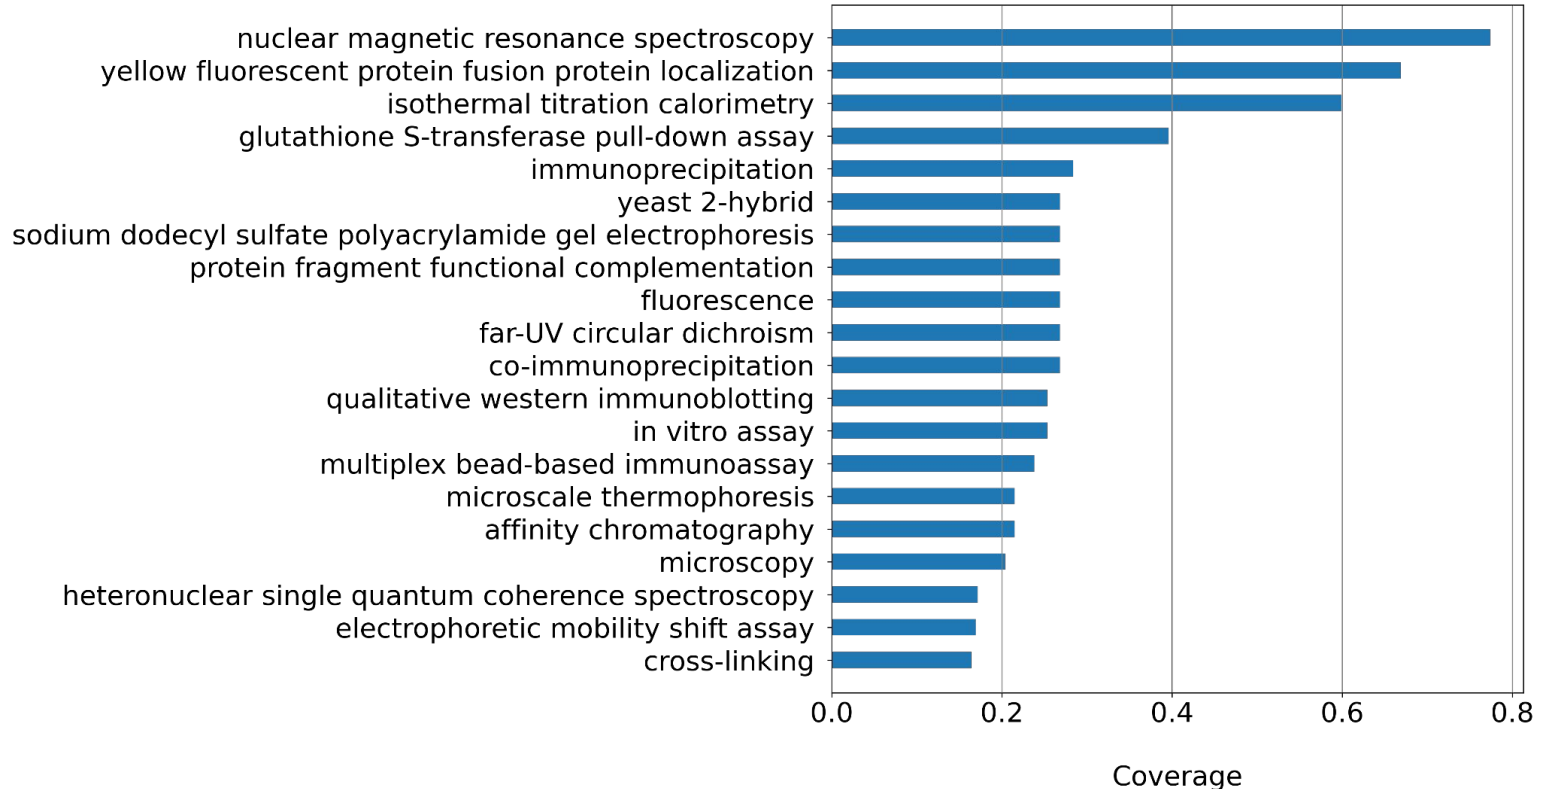 nuclear magnetic resonance spectroscopy
yellow fluorescent protein fusion protein localization
isothermal titration calorimetry
glutathione S-transferase pull-down assay
immunoprecipitation
yeast 2-hybrid
sodium dodecyl sulfate polyacrylamide gel electrophoresis
protein fragment functional complementation
fluorescence
far-UV circular dichroism
co-immunoprecipitation
qualitative western immunoblotting
in vitro assay
multiplex bead-based immunoassay
microscale thermophoresis
affinity chromatography
microscopy
heteronuclear single quantum coherence spectroscopy
electrophoretic mobility shift assay
cross-linking
0.0 0.2 0.4 0.6 0.8
Coverage